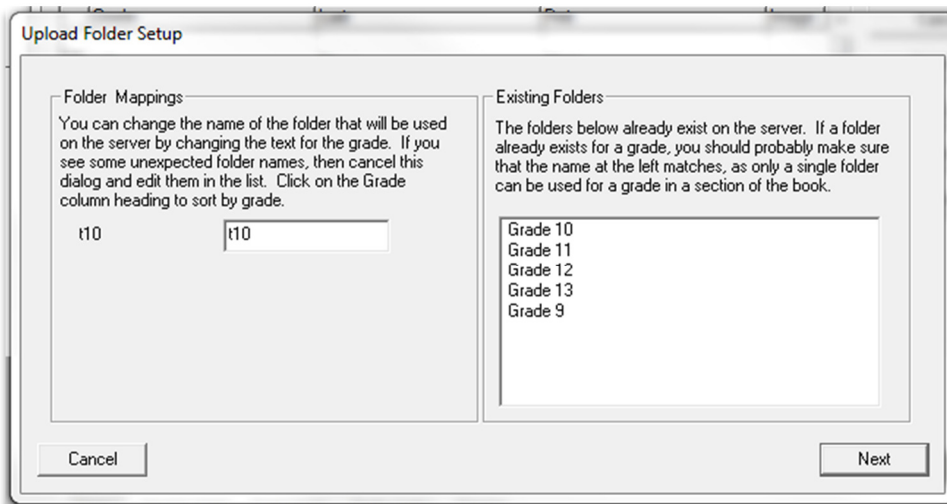 Upload Folder Setup
Folder Mappings
You can change the name of the folder that will be used
on the server by changing the text for the grade. If you
see some unexpected folder names, then cancel this
dialog and edit them in the list. Click on the Grade
column heading to sort by grade.
t10
t10
Existing Folders
The folders below already exist on the server. If a folder
already exists for a grade, you should probably make sure
that the name at the left matches, as only a single folder
can be used for a grade in a section of the book.
Grade 10
Grade 11
Grade 12
Grade 13
Grade 9
Cancel
Next